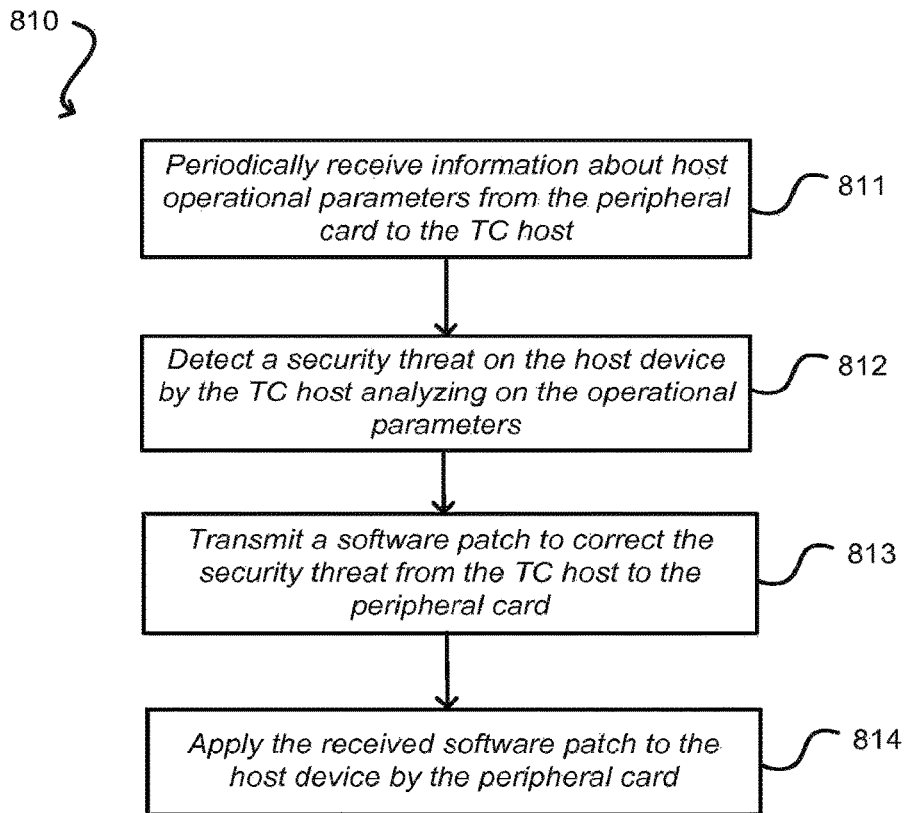 810
Periodically receive information about host
operational parameters from the peripheral
card to the TC host
811
Detect a security threat on the host device
by the TC host analyzing on the operational
parameters
812
Transmit a software patch to correct the
security threat from the TC host to the
peripheral card
813
Apply the received software patch to the
host device by the peripheral card
814